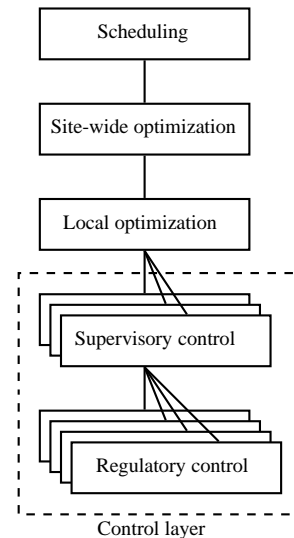 Scheduling
Site-wide optimization
Local optimization
Supervisory control
Regulatory control
Control layer